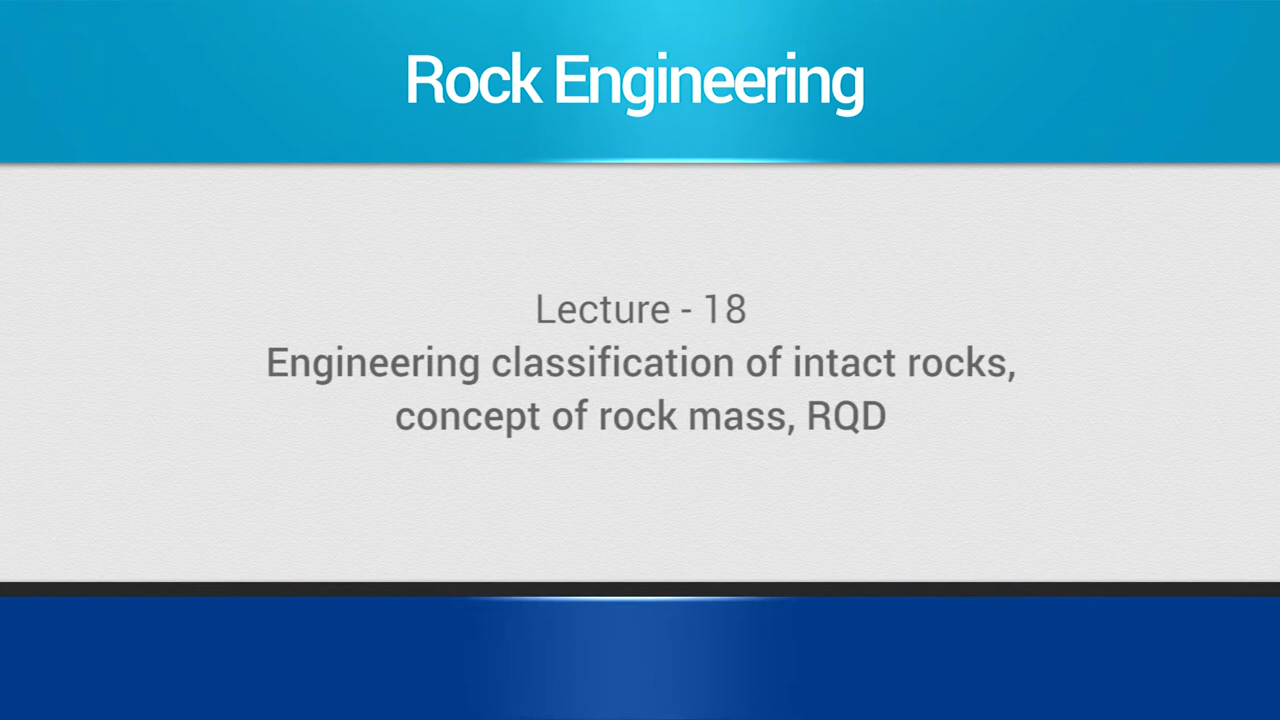 Rock Engineering
Lecture - 18
Engineering classification of intact rocks,
concept of rock mass, RQD